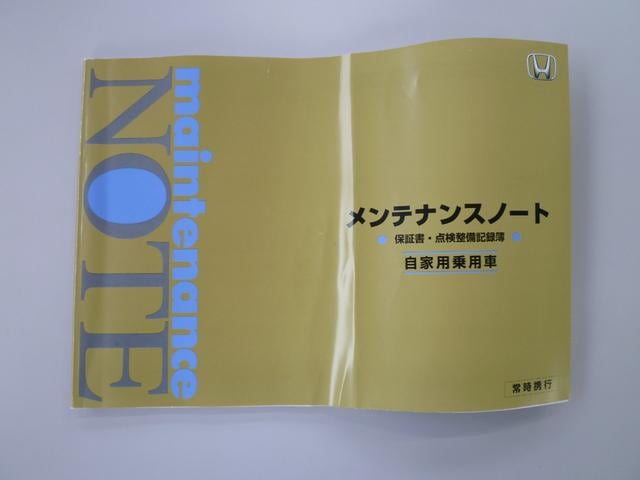 maintenance
NOTE
メンテナンスノート
保証書・点検整備記録簿
自家用乗用車
常時携行